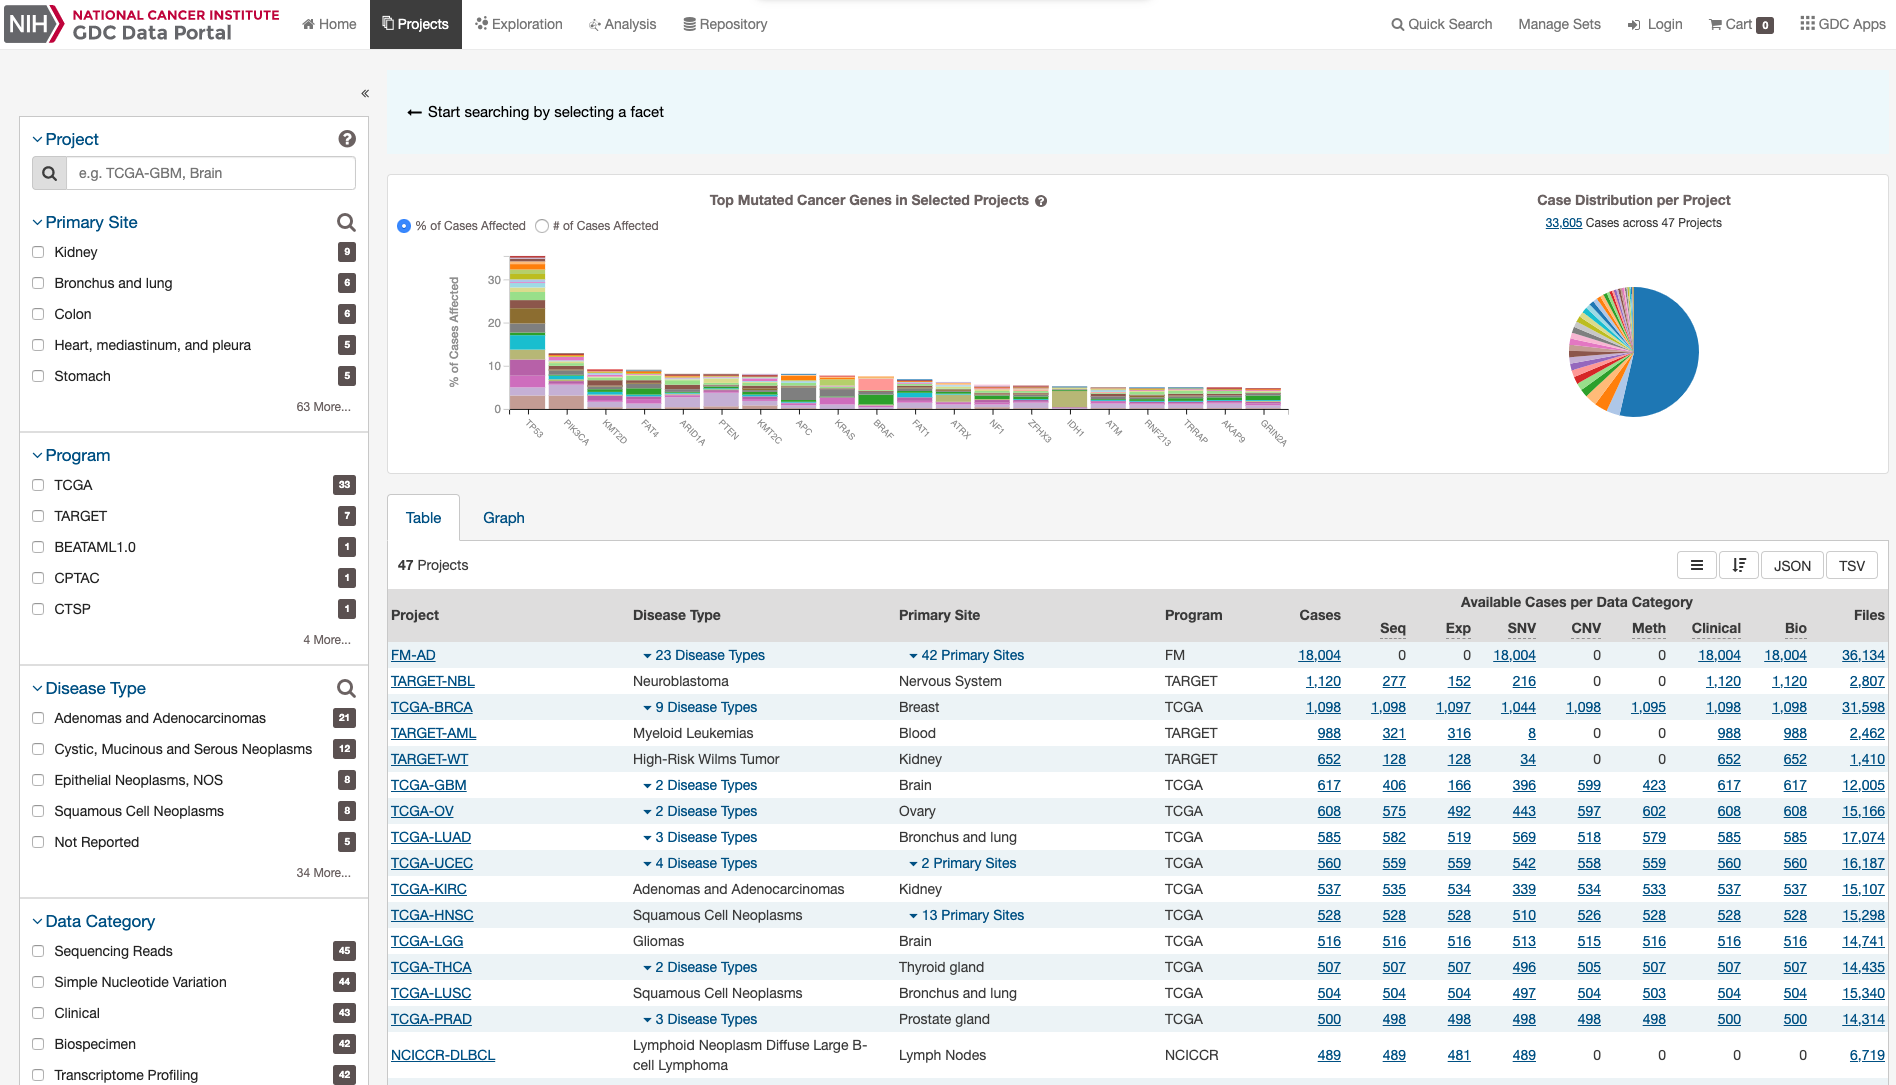 NIH NATIONAL CANCER INSTITUTE
GDC Data Portal
Home
Projects
Exploration
Analysis
Repository
Quick Search
Manage Sets
Login
Cart 0
GDC Apps
«
Project
e.g. TCGA-GBM, Brain
Primary Site
Kidney 9
Bronchus and lung 6
Colon 6
Heart, mediastinum, and pleura 5
Stomach 5
63 More...
Program
TCGA 33
TARGET 7
BEATAML1.0 1
CPTAC 1
CTSP 1
4 More...
Disease Type
Adenomas and Adenocarcinomas 21
Cystic, Mucinous and Serous Neoplasms 12
Epithelial Neoplasms, NOS 8
Squamous Cell Neoplasms 8
Not Reported 5
34 More...
Data Category
Sequencing Reads 45
Simple Nucleotide Variation 44
Clinical 43
Biospecimen 42
Transcriptome Profiling 42
← Start searching by selecting a facet
Top Mutated Cancer Genes in Selected Projects
% of Cases Affected # of Cases Affected
% of Cases Affected
30
20
10
0
TP53
PIK3CA
KMT2D
FAT4
ARID1A
PTEN
KMT2C
APC
KRAS
BRAF
FAT1
ATRX
NF1
ZFHX3
IDH1
ATM
RNF213
TRRAP
AKAP9
GRIN2A
Case Distribution per Project
33,605 Cases across 47 Projects
Table
Graph
47 Projects
JSON
TSV
Available Cases per Data Category
Project Disease Type Primary Site Program Cases Seq Exp SNV CNV Meth Clinical Bio Files
FM-AD 23 Disease Types 42 Primary Sites FM 18,004 0 0 18,004 0 0 18,004 18,004 36,134
TARGET-NBL Neuroblastoma Nervous System TARGET 1,120 277 152 216 0 0 1,120 1,120 2,807
TCGA-BRCA 9 Disease Types Breast TCGA 1,098 1,098 1,097 1,044 1,098 1,095 1,098 1,098 31,598
TARGET-AML Myeloid Leukemias Blood TARGET 988 321 316 8 0 0 988 988 2,462
TARGET-WT High-Risk Wilms Tumor Kidney TARGET 652 128 128 34 0 0 652 652 1,410
TCGA-GBM 2 Disease Types Brain TCGA 617 406 166 396 599 423 617 617 12,005
TCGA-OV 2 Disease Types Ovary TCGA 608 575 492 443 597 602 608 608 15,166
TCGA-LUAD 3 Disease Types Bronchus and lung TCGA 585 582 519 569 518 579 585 585 17,074
TCGA-UCEC 4 Disease Types 2 Primary Sites TCGA 560 559 559 542 558 559 560 560 16,187
TCGA-KIRC Adenomas and Adenocarcinomas Kidney TCGA 537 535 534 339 534 533 537 537 15,107
TCGA-HNSC Squamous Cell Neoplasms 13 Primary Sites TCGA 528 528 528 510 526 528 528 528 15,298
TCGA-LGG Gliomas Brain TCGA 516 516 516 513 515 516 516 516 14,741
TCGA-THCA 2 Disease Types Thyroid gland TCGA 507 507 507 496 505 507 507 507 14,435
TCGA-LUSC Squamous Cell Neoplasms Bronchus and lung TCGA 504 504 504 497 504 503 504 504 15,340
TCGA-PRAD 3 Disease Types Prostate gland TCGA 500 498 498 498 498 498 500 500 14,314
NCICCR-DLBCL Lymphoid Neoplasm Diffuse Large B-
cell Lymphoma Lymph Nodes NCICCR 489 489 481 489 0 0 0 0 6,719